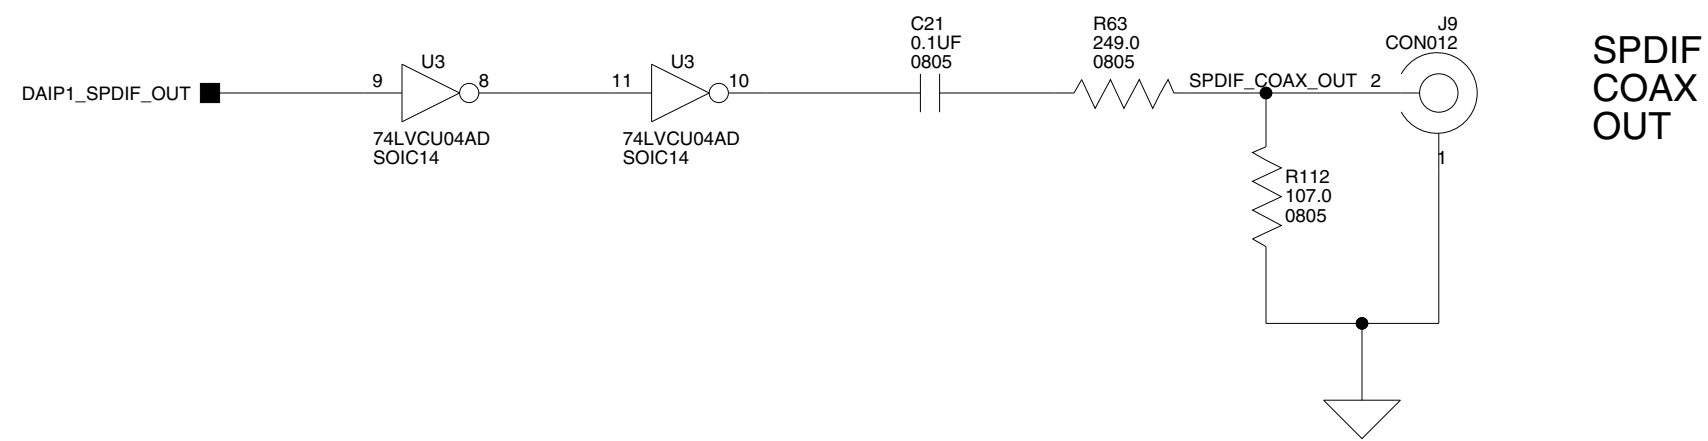 C21
0.1UF
0805
R63
249.0
0805
J9
CON012
SPDIF
COAX
OUT
DAIP1_SPDIF_OUT
9
U3
8
74LVCU04AD
SOIC14
11
U3
10
74LVCU04AD
SOIC14
SPDIF_COAX_OUT
2
1
R112
107.0
0805